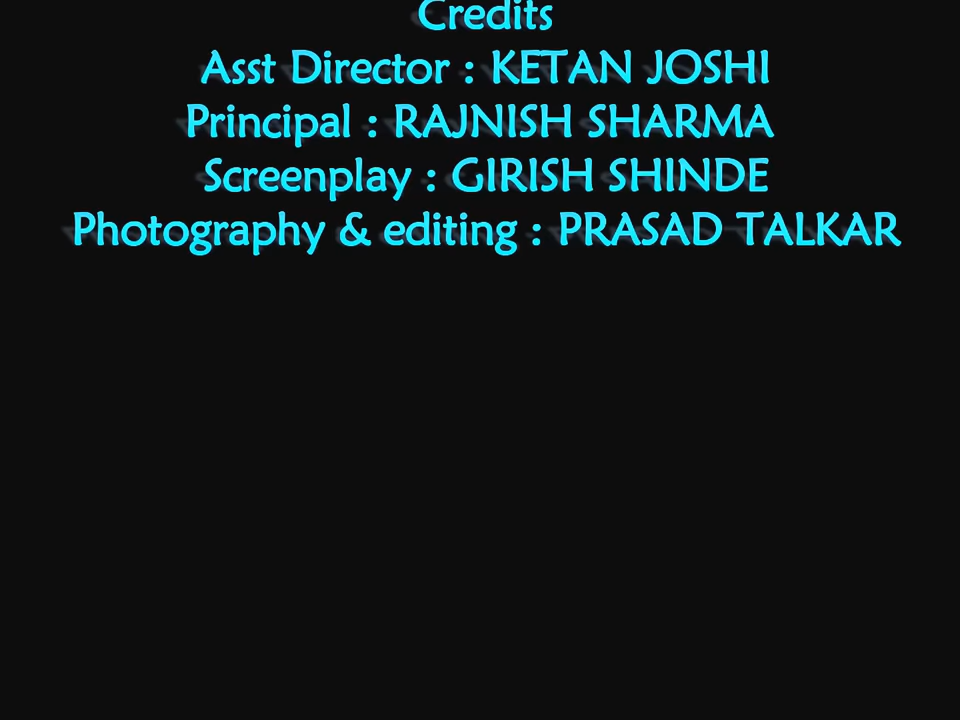 Credits
Asst Director : KETAN JOSHI
Principal : RAJNISH SHARMA
Screenplay : GIRISH SHINDE
Photography & editing : PRASAD TALKAR